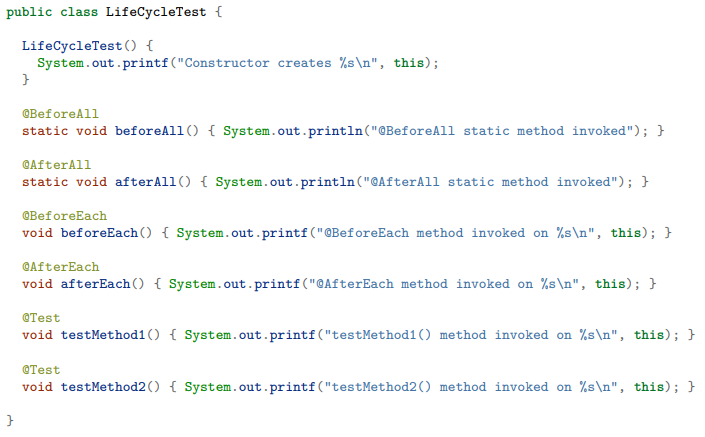 public class LifeCycleTest {
LifeCycleTest() {
System.out.printf("Constructor creates %s\n", this);
}
@BeforeAll
static void beforeAll() { System.out.println("@BeforeAll static method invoked"); }
@AfterAll
static void afterAll() { System.out.println("@AfterAll static method invoked"); }
@BeforeEach
void beforeEach() { System.out.printf("@BeforeEach method invoked on %s\n", this); }
@AfterEach
void afterEach() { System.out.printf("@AfterEach method invoked on %s\n", this); }
@Test
void testMethod1() { System.out.printf("testMethod1() method invoked on %s\n", this); }
@Test
void testMethod2() { System.out.printf("testMethod2() method invoked on %s\n", this); }
}